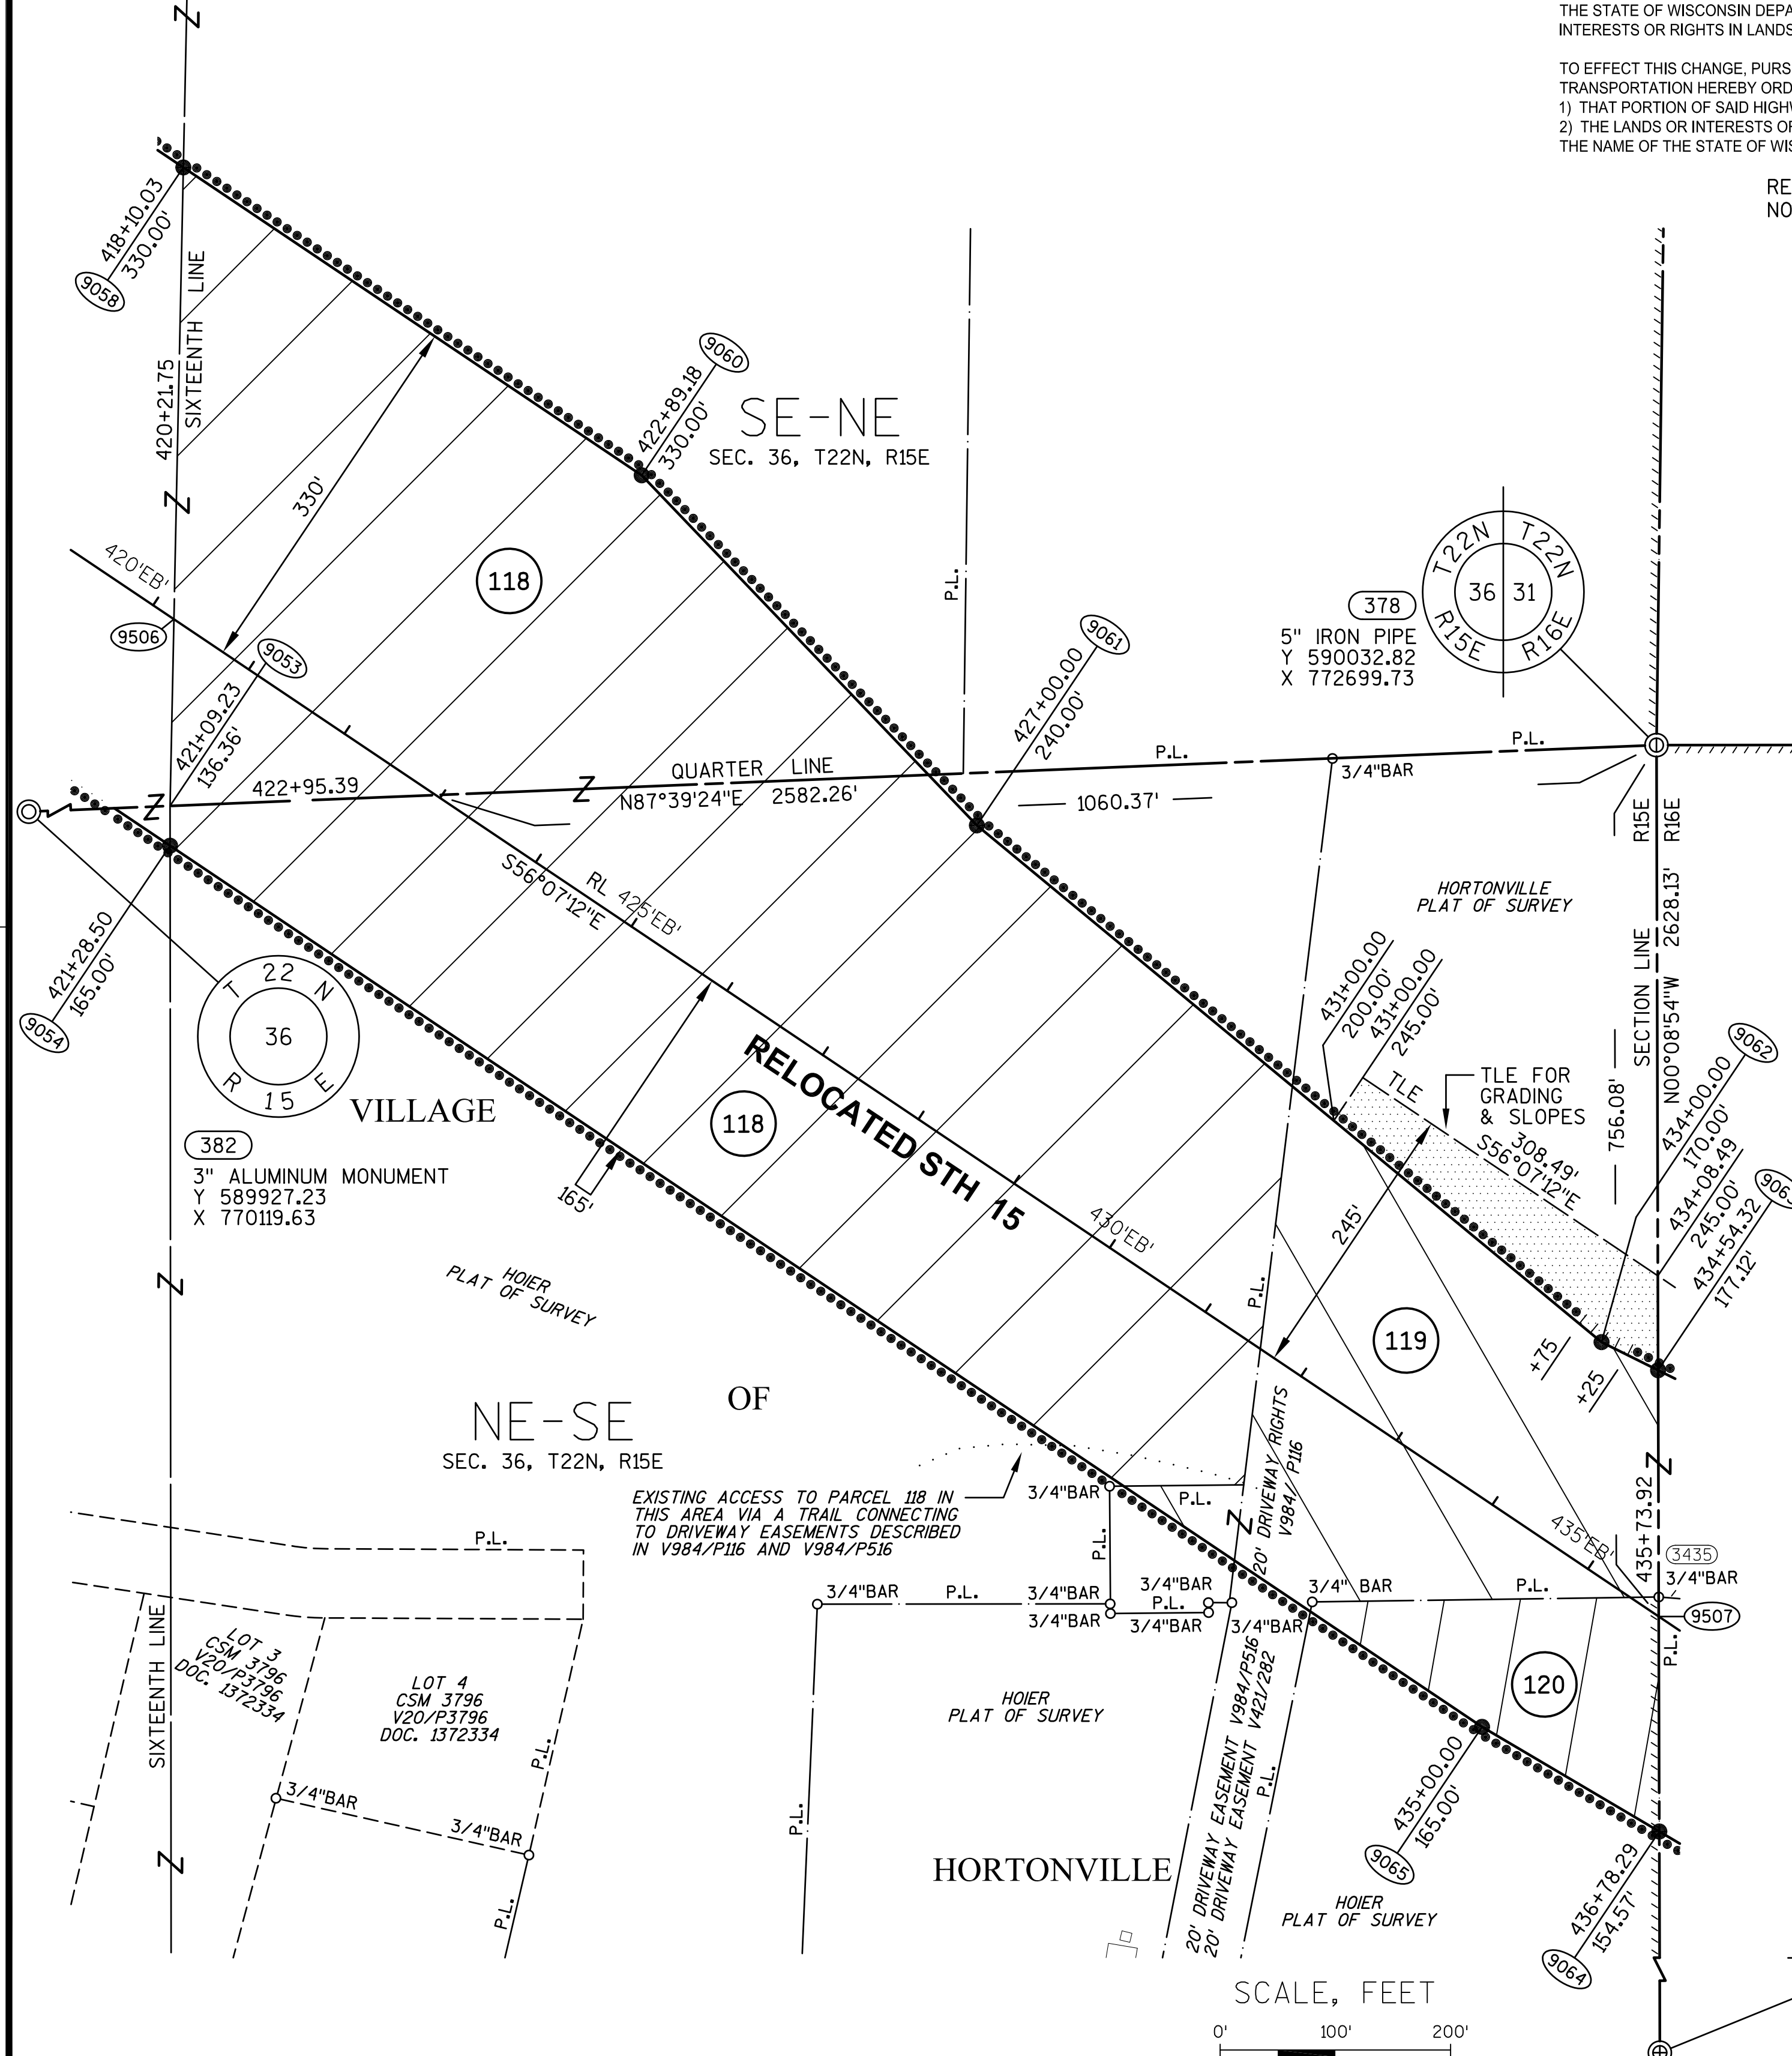 THE STATE OF WISCONSIN DEPA
INTERESTS OR RIGHTS IN LANDS
TO EFFECT THIS CHANGE, PURS
TRANSPORTATION HEREBY ORD
1) THAT PORTION OF SAID HIGHW
2) THE LANDS OR INTERESTS OR
THE NAME OF THE STATE OF WIS
RE
NO
Z
418+10.03
330.00'
9058
SIXTEENTH LINE
420+21.75
Z
330'
9060
422+89.18
330.00'
SE-NE
SEC. 36, T22N, R15E
118
P.L.
420'EB'
9506
9053
421+09.23
136.36'
9061
427+00.00
240.00'
T22N T22N
36 31
R15E R16E
378
5" IRON PIPE
Y 590032.82
X 772699.73
Z
422+95.39
Z
QUARTER LINE
N87°39'24"E 2582.26'
P.L.
P.L.
3/4"BAR
1060.37'
R15E
R16E
S56°07'12"E
RL 425'EB'
HORTONVILLE
PLAT OF SURVEY
SECTION LINE
N00°08'54"W 2628.13'
421+28.50
165.00'
9054
T 22 N
36
R 15 E
382
3" ALUMINUM MONUMENT
Y 589927.23
X 770119.63
VILLAGE
165'
118
RELOCATED STH 15
431+00.00
200.00'
431+00.00
245.00'
TLE
TLE FOR
GRADING
& SLOPES
308.49'
S56°07'12"E
756.08'
9062
434+00.00
170.00'
434+08.49
245.00'
434+54.32
177.12'
430'EB'
245'
P.L.
119
+75
+25
Z
HOIER
PLAT OF SURVEY
OF
NE-SE
SEC. 36, T22N, R15E
EXISTING ACCESS TO PARCEL 118 IN
THIS AREA VIA A TRAIL CONNECTING
TO DRIVEWAY EASEMENTS DESCRIBED
IN V984/P116 AND V984/P516
3/4"BAR
P.L.
P.L.
Z
20' DRIVEWAY RIGHTS
V984/ P116
Z
435'EB'
435+73.92
3435
3/4"BAR
P.L.
SIXTEENTH LINE
3/4"BAR
P.L.
3/4"BAR
3/4"BAR
3/4"BAR
P.L.
3/4"BAR
3/4"BAR
3/4" BAR
P.L.
9507
P.L.
LOT 3
CSM 3796
V20/P3796
DOC. 1372334
LOT 4
CSM 3796
V20/P3796
DOC. 1372334
P.L.
HOIER
PLAT OF SURVEY
20' DRIVEWAY EASEMENT V984/P516
20' DRIVEWAY EASEMENT V421/282
P.L.
120
3/4"BAR
3/4"BAR
P.L.
P.L.
Z
435+00.00
165.00'
9065
HORTONVILLE
HOIER
PLAT OF SURVEY
436+78.29
154.57'
9064
SCALE, FEET
0' 100' 200'